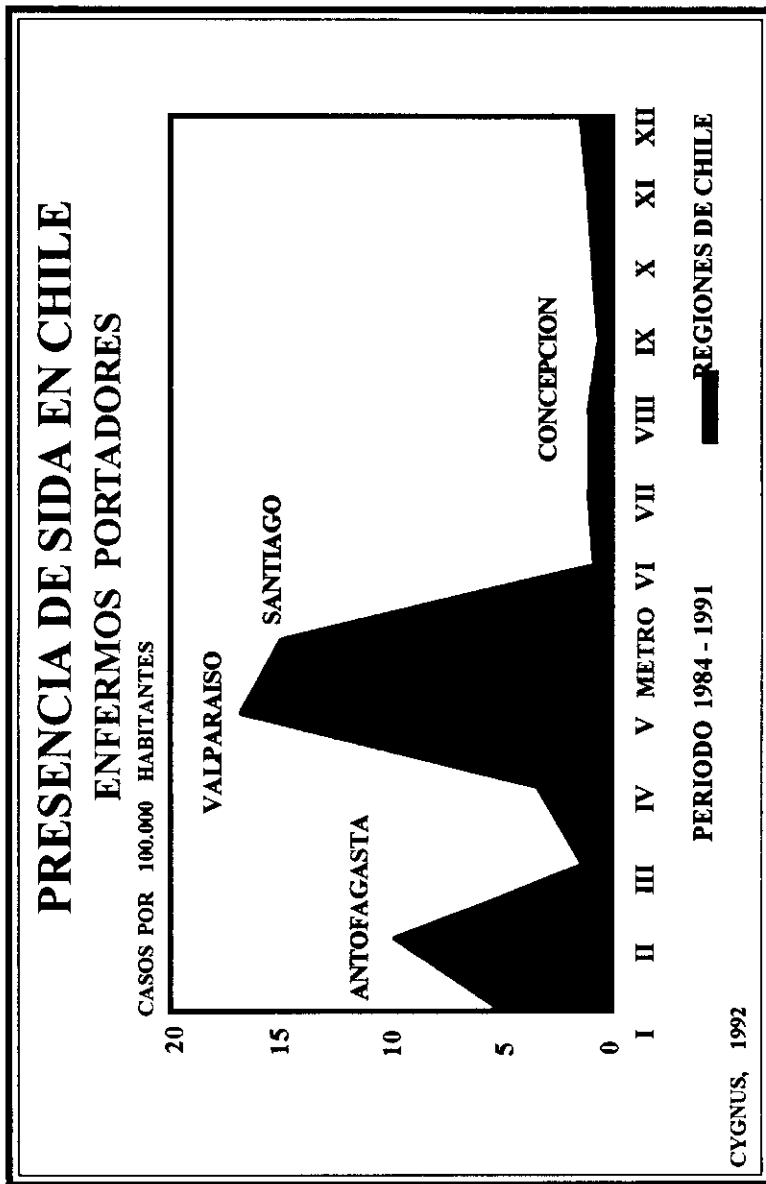 PRESENCIA DE SIDA EN CHILE
ENFERMOS PORTADORES
CASOS POR 100.000 HABITANTES
20
15
10
5
0
ANTOFAGASTA
VALPARAISO
SANTIAGO
CONCEPCION
I II III IV V METRO VI VII VIII IX X XI XII
PERIODO 1984 - 1991
REGIONES DE CHILE
CYGNUS, 1992